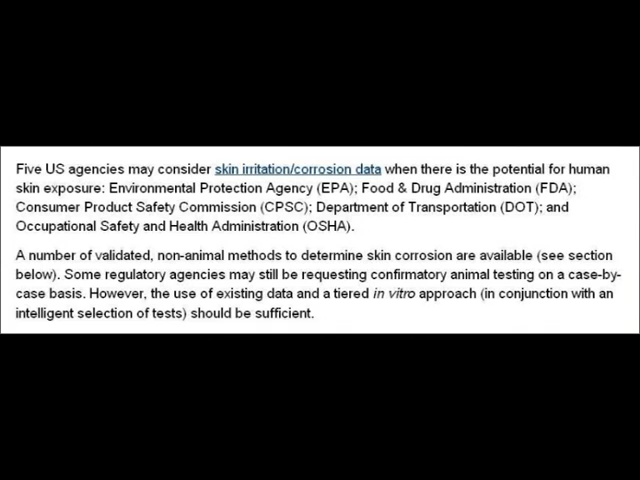 Five US agencies may consider skin irritation/corrosion data when there is the potential for human
skin exposure: Environmental Protection Agency (EPA); Food & Drug Administration (FDA);
Consumer Product Safety Commission (CPSC); Department of Transportation (DOT); and
Occupational Safety and Health Administration (OSHA).
A number of validated, non-animal methods to determine skin corrosion are available (see section
below). Some regulatory agencies may still be requesting confirmatory animal testing on a case-by-
case basis. However, the use of existing data and a tiered in vitro approach (in conjunction with an
intelligent selection of tests) should be sufficient.